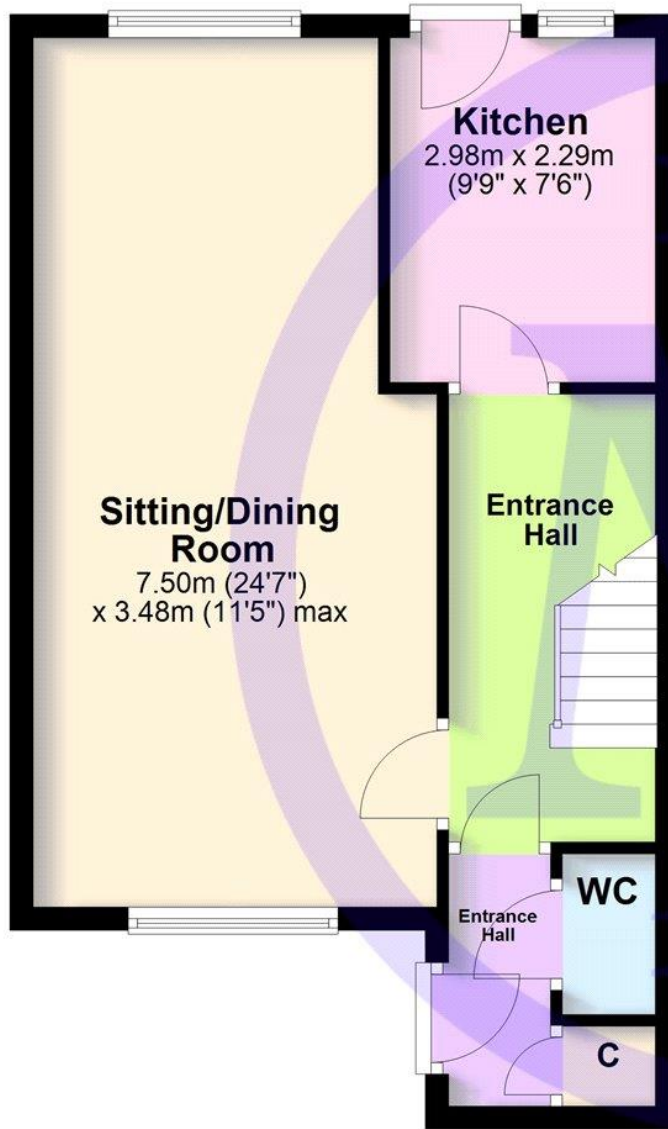 Kitchen
2.98m x 2.29m
(9'9" x 7'6")
Sitting/Dining
Room
7.50m (24'7")
x 3.48m (11'5") max
Entrance
Hall
WC
Entrance
Hall
C